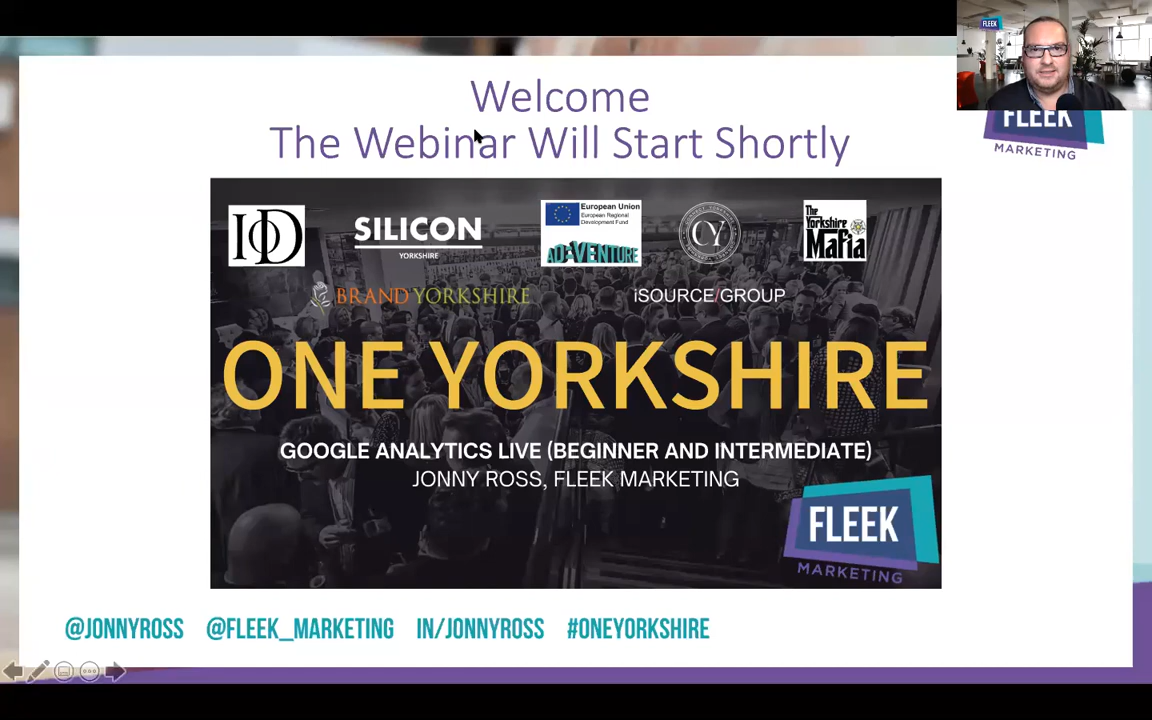 FLEEK
Welcome
The Webinar Will Start Shortly
FLEEK
MARKETING
IOD
SILICON
YORKSHIRE
European Union
European Regional
Development Fund
AD:VENTURE
CY
The
Yorkshire
Mafia
BRAND YORKSHIRE
iSOURCE/GROUP
ONE YORKSHIRE
GOOGLE ANALYTICS LIVE (BEGINNER AND INTERMEDIATE)
JONNY ROSS, FLEEK MARKETING
FLEEK
MARKETING
@JONNYROSS @FLEEK_MARKETING IN/JONNYROSS #ONEYORKSHIRE